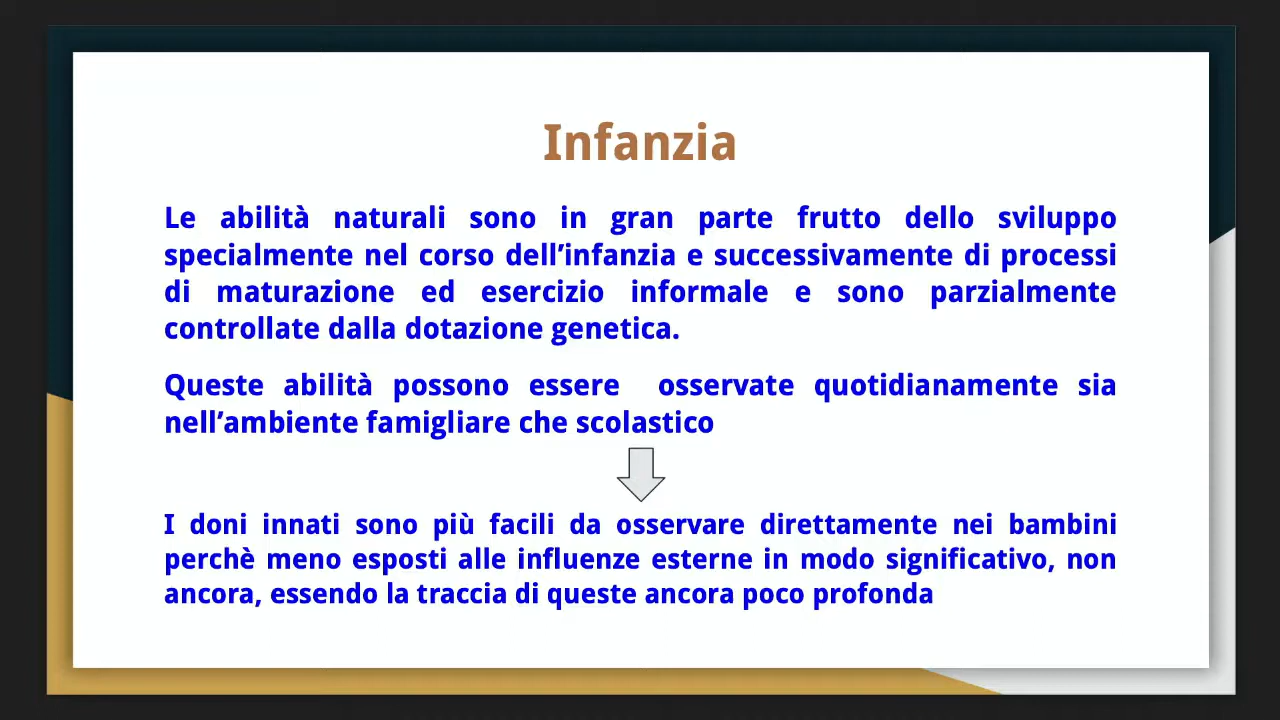 Infanzia
Le abilità naturali sono in gran parte frutto dello sviluppo
specialmente nel corso dell’infanzia e successivamente di processi
di maturazione ed esercizio informale e sono parzialmente
controllate dalla dotazione genetica.
Queste abilità possono essere osservate quotidianamente sia
nell’ambiente famigliare che scolastico
I doni innati sono più facili da osservare direttamente nei bambini
perchè meno esposti alle influenze esterne in modo significativo, non
ancora, essendo la traccia di queste ancora poco profonda